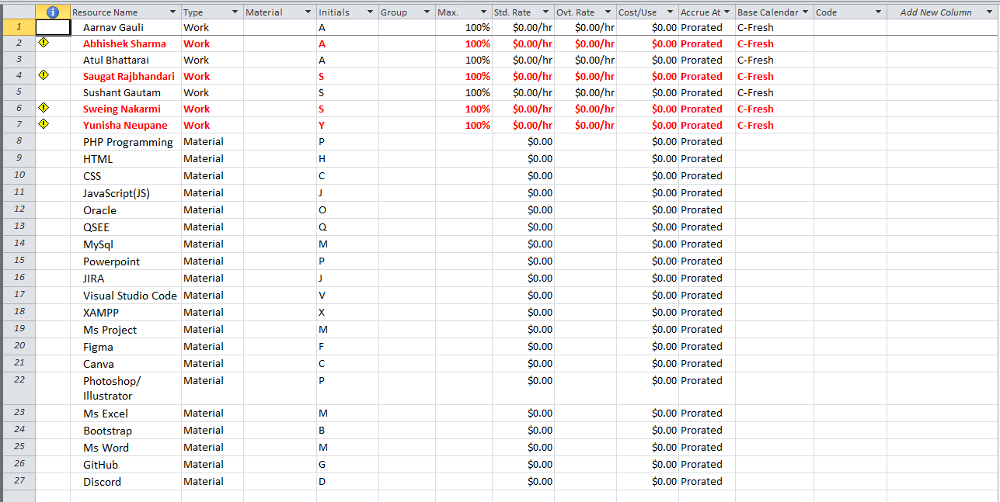 Resource Name Type Material Initials Group Max. Std. Rate Ovt. Rate Cost/Use Accrue At Base Calendar Code Add New Column
1 Aarnav Gauli Work A 100% $0.00/hr $0.00/hr $0.00 Prorated C-Fresh
2 Abhishek Sharma Work A 100% $0.00/hr $0.00/hr $0.00 Prorated C-Fresh
3 Atul Bhattarai Work A 100% $0.00/hr $0.00/hr $0.00 Prorated C-Fresh
4 Saugat Rajbhandari Work S 100% $0.00/hr $0.00/hr $0.00 Prorated C-Fresh
5 Sushant Gautam Work S 100% $0.00/hr $0.00/hr $0.00 Prorated C-Fresh
6 Sweing Nakarmi Work S 100% $0.00/hr $0.00/hr $0.00 Prorated C-Fresh
7 Yunisha Neupane Work Y 100% $0.00/hr $0.00/hr $0.00 Prorated C-Fresh
8 PHP Programming Material P $0.00 $0.00 Prorated
9 HTML Material H $0.00 $0.00 Prorated
10 CSS Material C $0.00 $0.00 Prorated
11 JavaScript(JS) Material J $0.00 $0.00 Prorated
12 Oracle Material O $0.00 $0.00 Prorated
13 QSEE Material Q $0.00 $0.00 Prorated
14 MySql Material M $0.00 $0.00 Prorated
15 Powerpoint Material P $0.00 $0.00 Prorated
16 JIRA Material J $0.00 $0.00 Prorated
17 Visual Studio Code Material V $0.00 $0.00 Prorated
18 XAMPP Material X $0.00 $0.00 Prorated
19 Ms Project Material M $0.00 $0.00 Prorated
20 Figma Material F $0.00 $0.00 Prorated
21 Canva Material C $0.00 $0.00 Prorated
22 Photoshop/ Material P $0.00 $0.00 Prorated
Illustrator
23 Ms Excel Material M $0.00 $0.00 Prorated
24 Bootstrap Material B $0.00 $0.00 Prorated
25 Ms Word Material M $0.00 $0.00 Prorated
26 GitHub Material G $0.00 $0.00 Prorated
27 Discord Material D $0.00 $0.00 Prorated